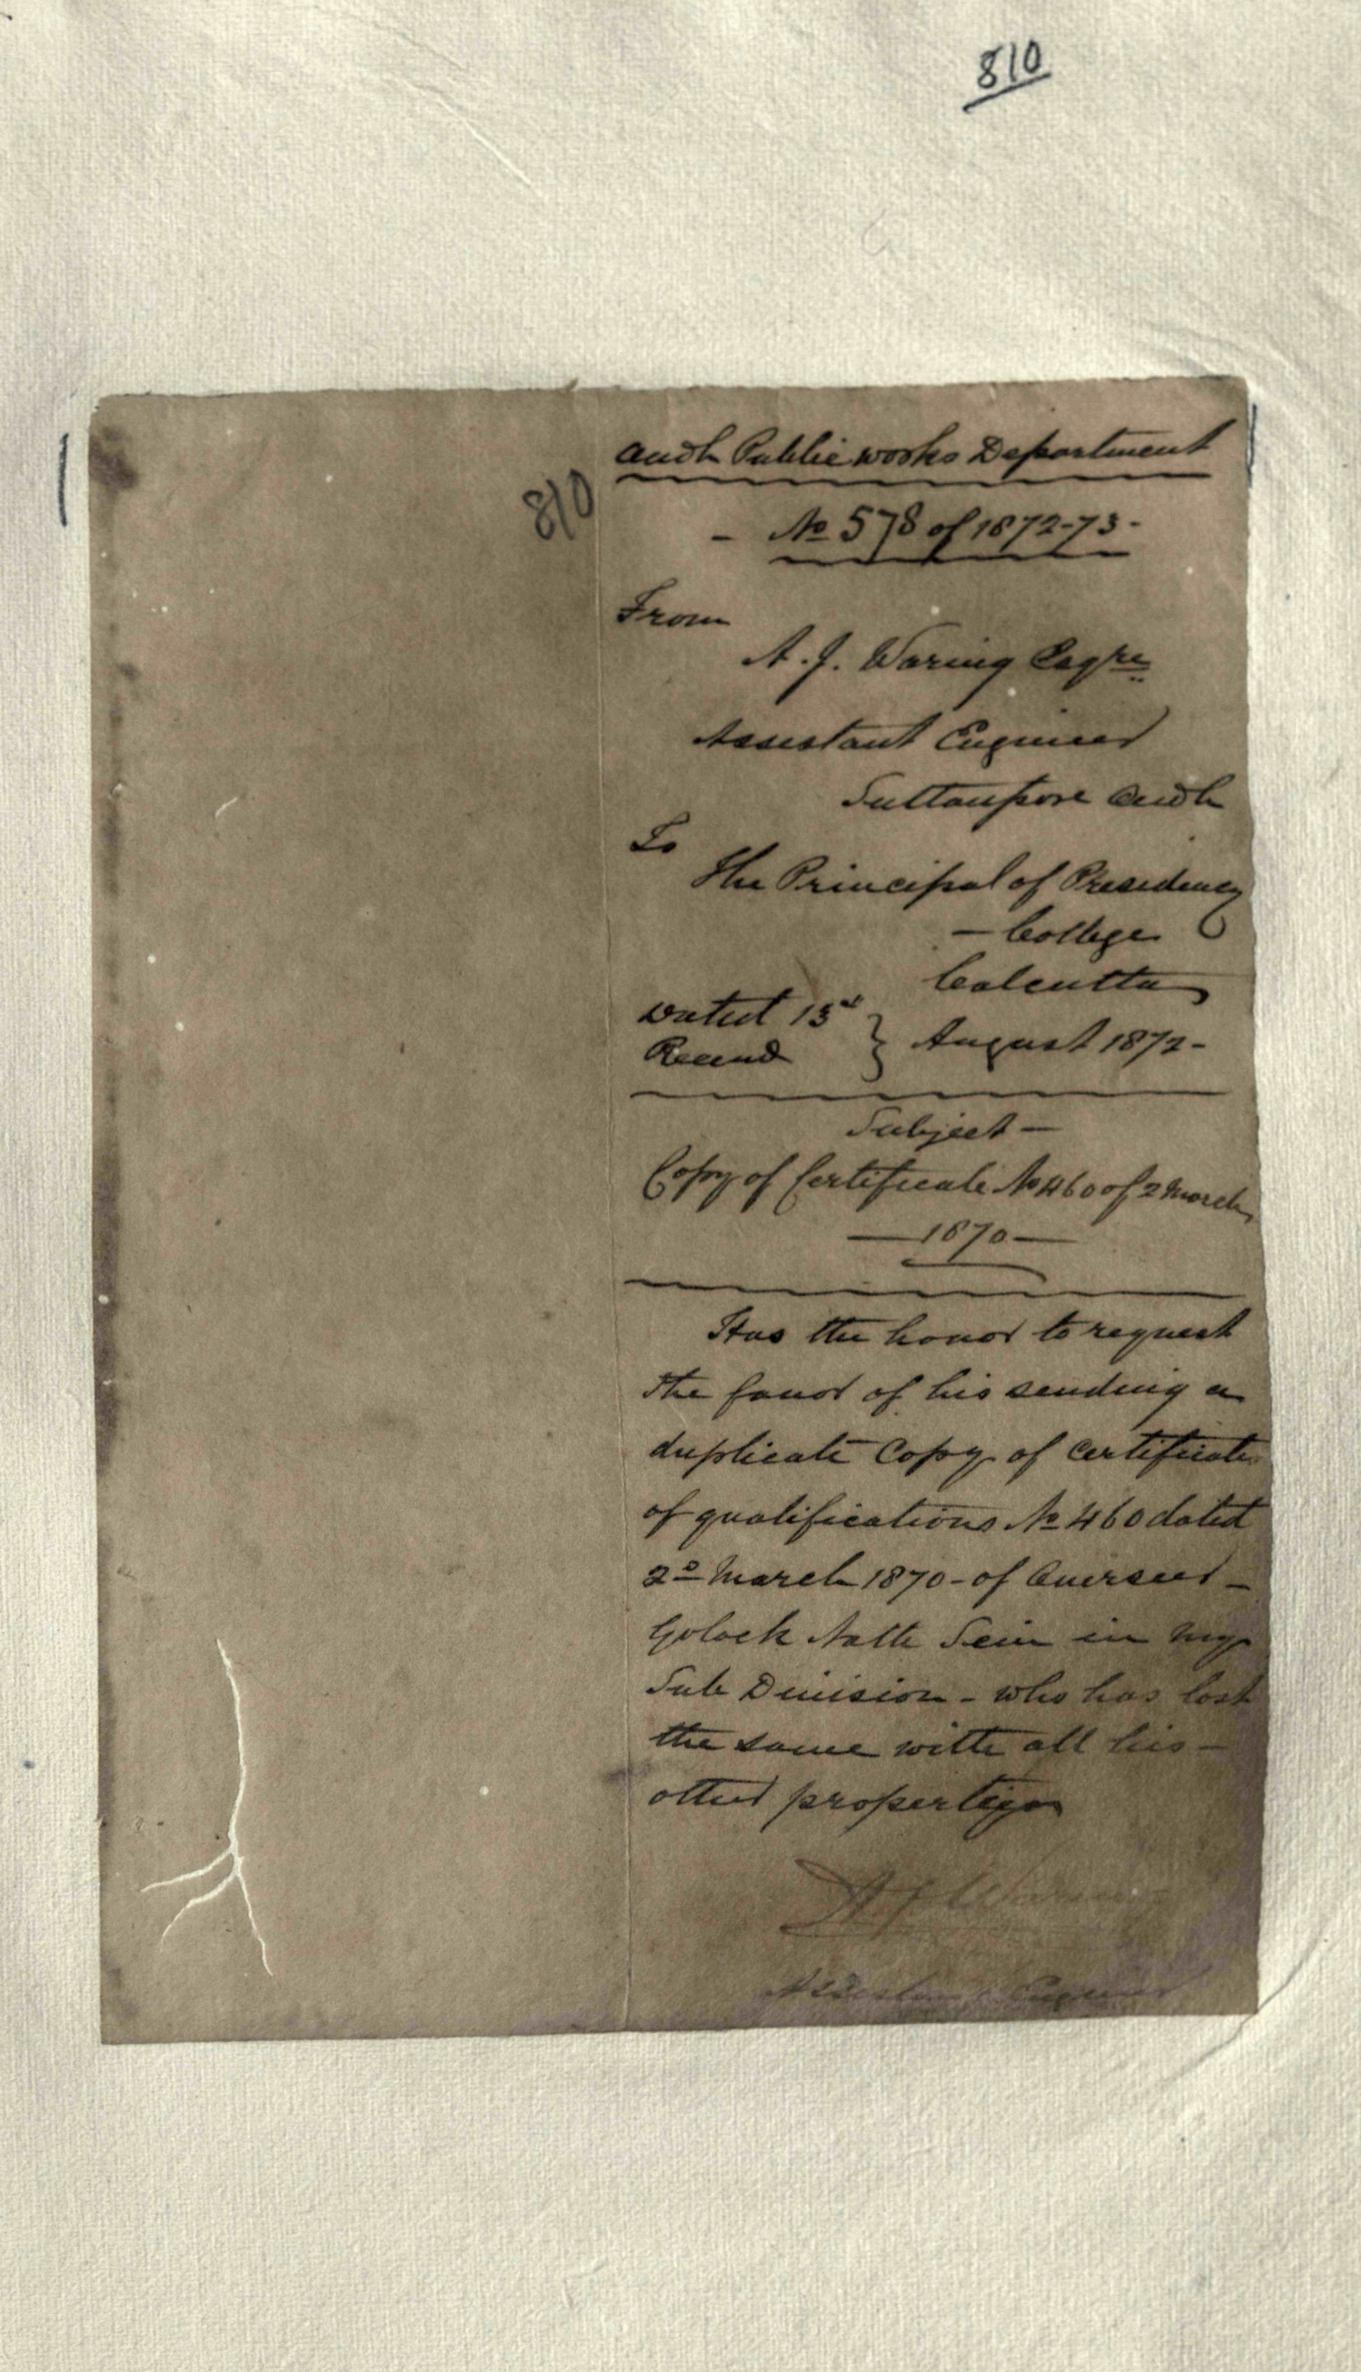 810
810
Oudh Public works Department
- No 578 of 1872-73-
From
A. J. Waring Esqre
Assistant Engineer
Sultanpore Oudh
To
The Principal of Presidency
- College
Calcutta
Dated 13d
Recend } August 1872-
Subject -
Copy of Certificate No 460 of 2 March
- 1870 -
Has the honor to request
the favor of his sending a
duplicate Copy of certificate
of qualifications No 460 dated
2d March 1870 - of Overseer -
Golock Nath Sein in my
Sub Division - who has lost
the same with all his -
other properties
A J Waring
Assistant Engineer